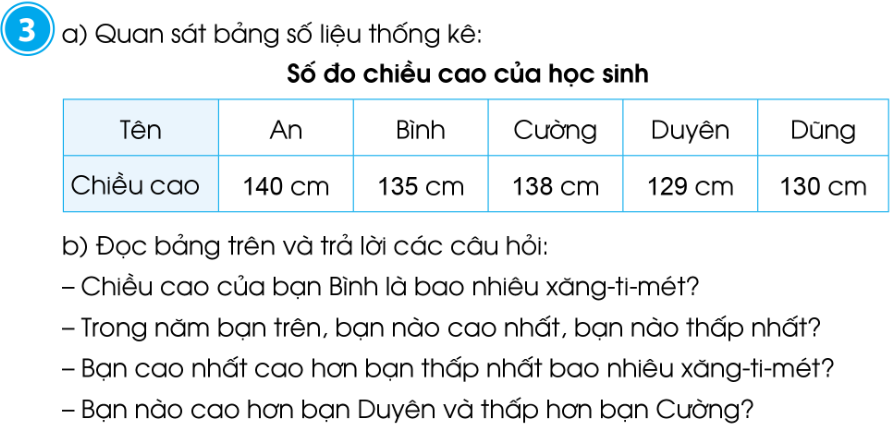 3 a) Quan sát bảng số liệu thống kê:
Số đo chiều cao của học sinh
Tên An Bình Cường Duyên Dũng
Chiều cao 140 cm 135 cm 138 cm 129 cm 130 cm
b) Đọc bảng trên và trả lời các câu hỏi:
– Chiều cao của bạn Bình là bao nhiêu xăng-ti-mét?
– Trong năm bạn trên, bạn nào cao nhất, bạn nào thấp nhất?
– Bạn cao nhất cao hơn bạn thấp nhất bao nhiêu xăng-ti-mét?
– Bạn nào cao hơn bạn Duyên và thấp hơn bạn Cường?